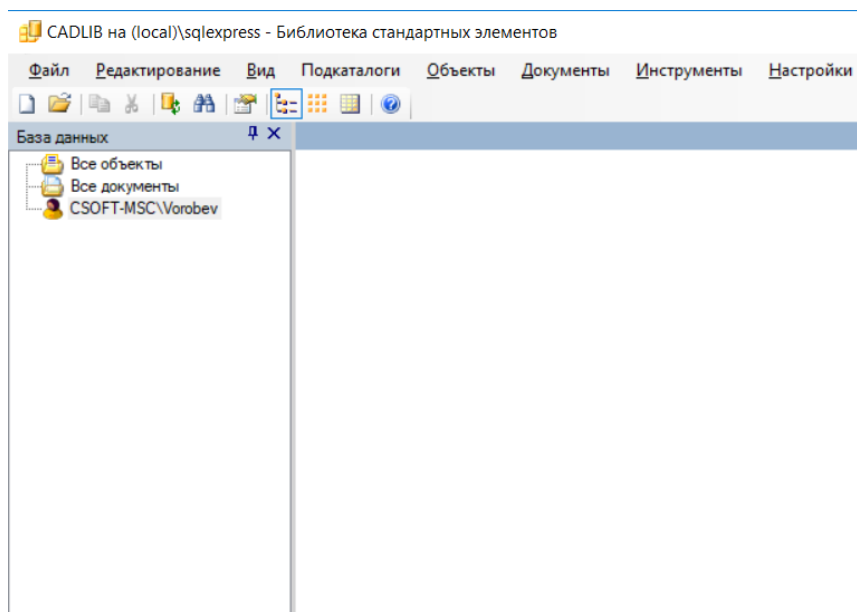 CADLIB на (local)\sqlexpress - Библиотека стандартных элементов
Файл Редактирование Вид Подкаталоги Объекты Документы Инструменты Настройки
База данных
Все объекты
Все документы
CSOFT-MSC\Vorobev